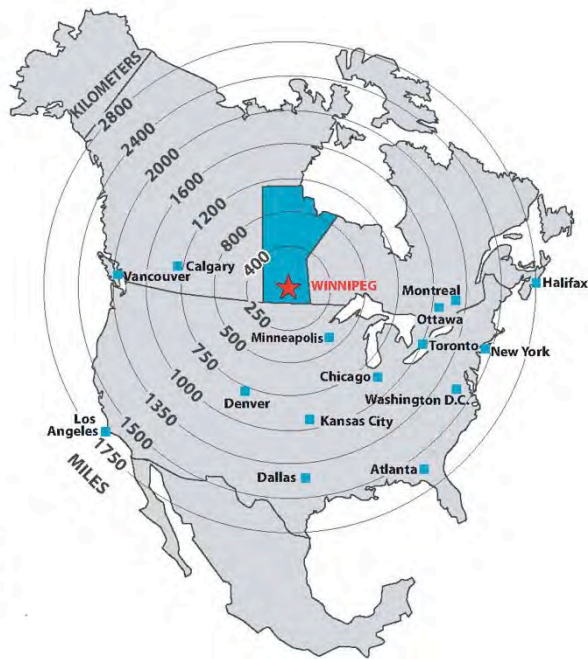 KILOMETERS
2800
2400
2000
1600
1200
800
400
WINNIPEG
Calgary
Vancouver
Halifax
Montreal
Ottawa
Minneapolis
Toronto
New York
Chicago
Washington D.C.
Denver
Kansas City
Los
Angeles
Dallas
Atlanta
250
500
750
1000
1350
1500
1750
MILES